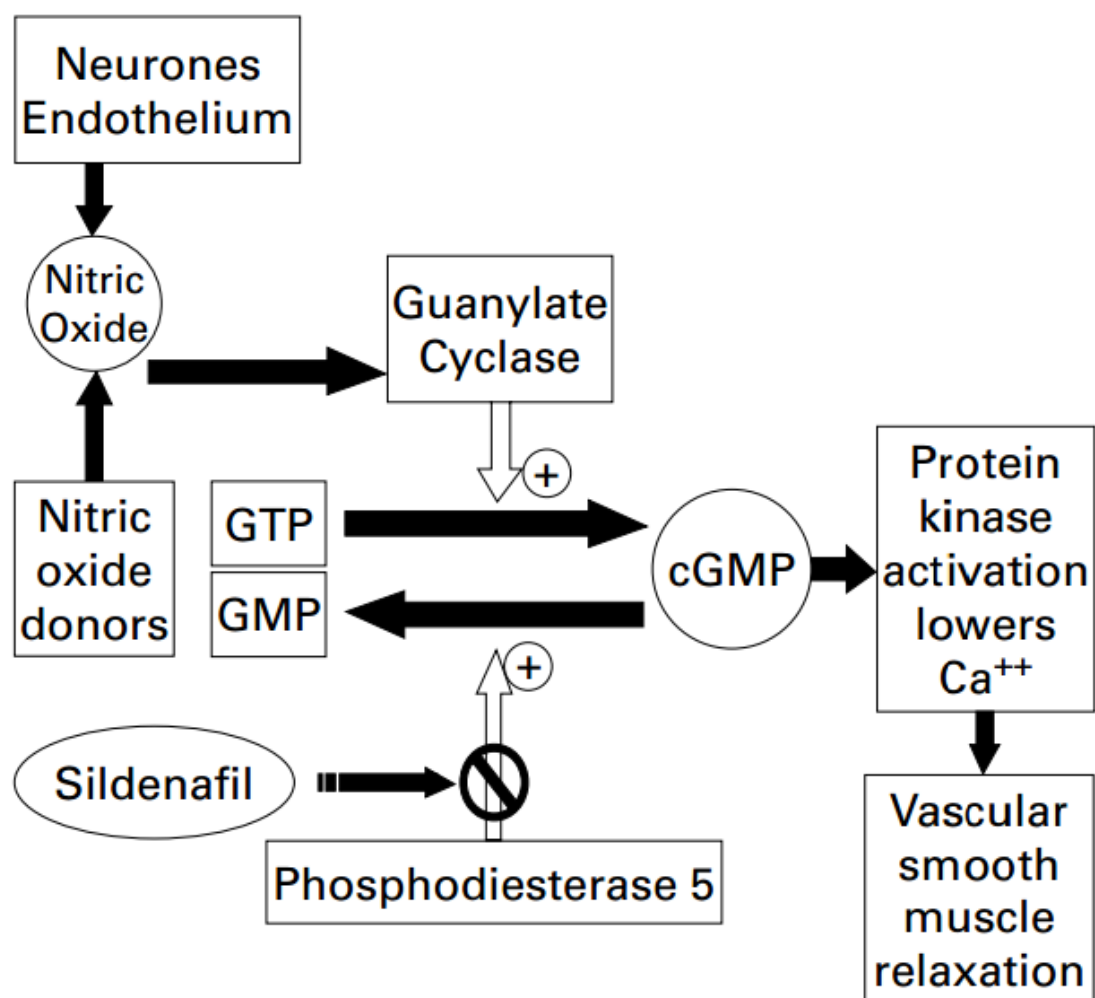 Neurones
Endothelium
Nitric
Oxide
Guanylate
Cyclase
+
Nitric
oxide
donors
GTP
GMP
cGMP
Protein
kinase
activation
lowers
Ca⁺⁺
+
Sildenafil
Phosphodiesterase 5
Vascular
smooth
muscle
relaxation